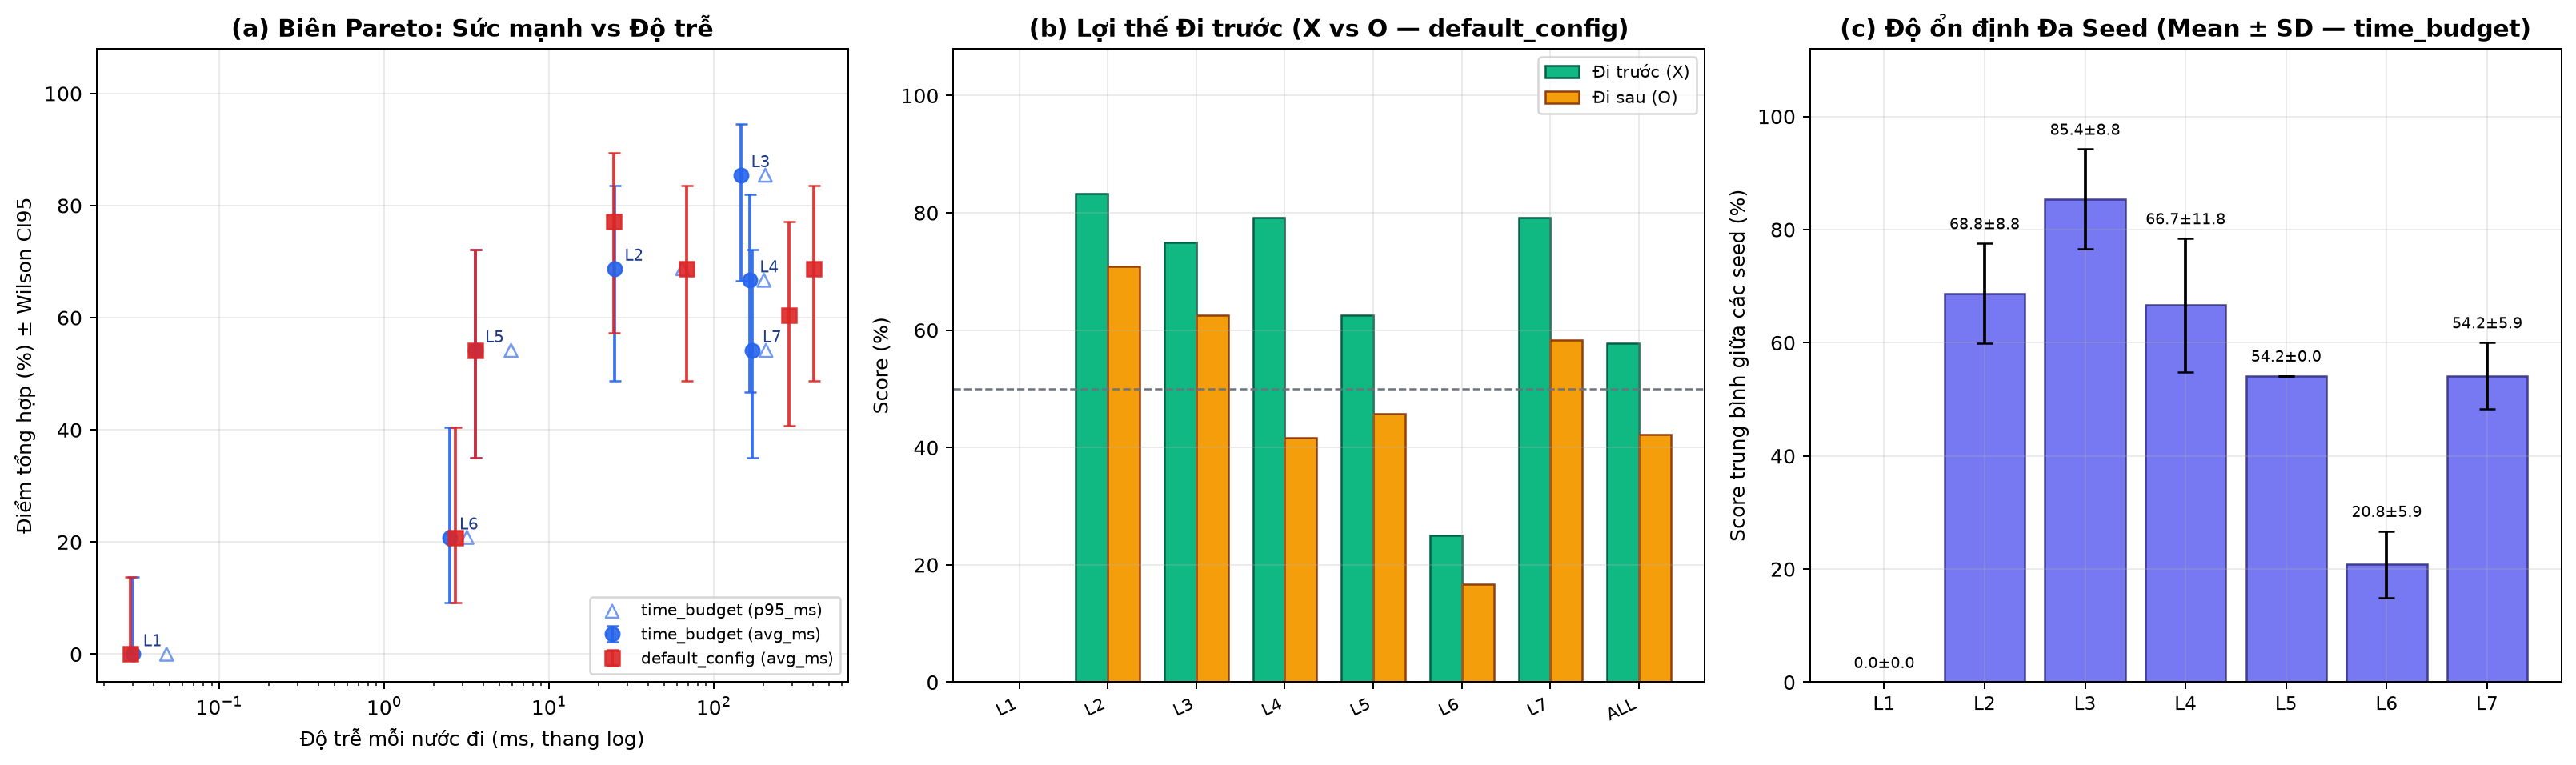 (a) Biên Pareto: Sức mạnh vs Độ trễ
Điểm tổng hợp (%) ± Wilson CI95
100
80
60
40
20
0
L1
L6
L5
L2
L3
L4
L7
time_budget (p95_ms)
time_budget (avg_ms)
default_config (avg_ms)
10⁻¹
10⁰
10¹
10²
Độ trễ mỗi nước đi (ms, thang log)
(b) Lợi thế Đi trước (X vs O — default_config)
Score (%)
100
80
60
40
20
0
Đi trước (X)
Đi sau (O)
L1
L2
L3
L4
L5
L6
L7
ALL
(c) Độ ổn định Đa Seed (Mean ± SD — time_budget)
Score trung bình giữa các seed (%)
100
80
60
40
20
0
0.0±0.0
68.8±8.8
85.4±8.8
66.7±11.8
54.2±0.0
20.8±5.9
54.2±5.9
L1
L2
L3
L4
L5
L6
L7